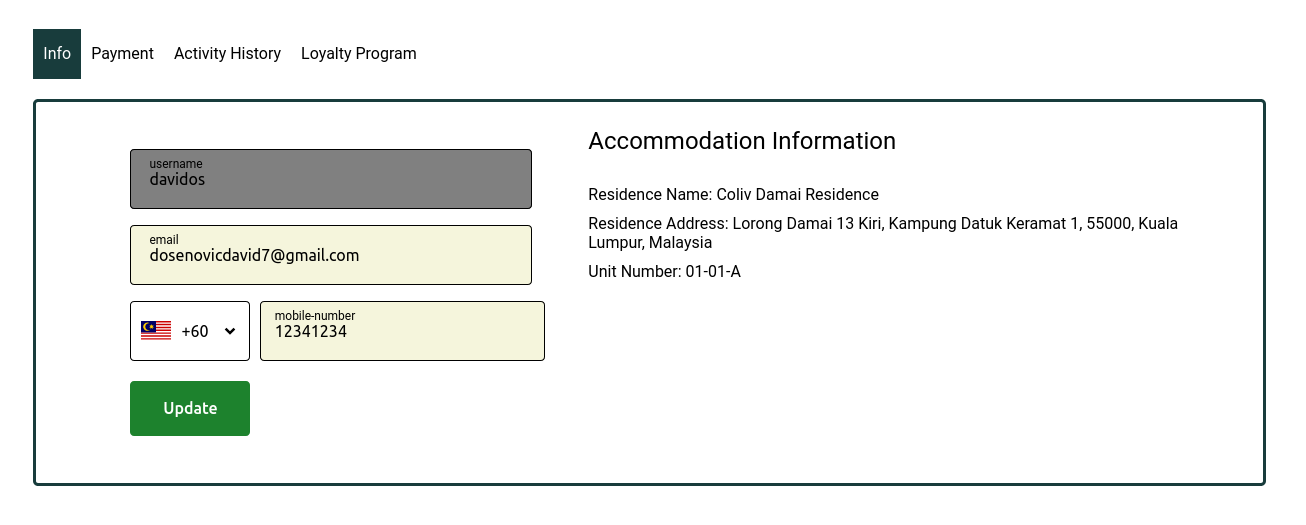 Info Payment Activity History Loyalty Program
username
davidos
email
dosenovicdavid7@gmail.com
+60
mobile-number
12341234
Update
Accommodation Information
Residence Name: Coliv Damai Residence
Residence Address: Lorong Damai 13 Kiri, Kampung Datuk Keramat 1, 55000, Kuala
Lumpur, Malaysia
Unit Number: 01-01-A